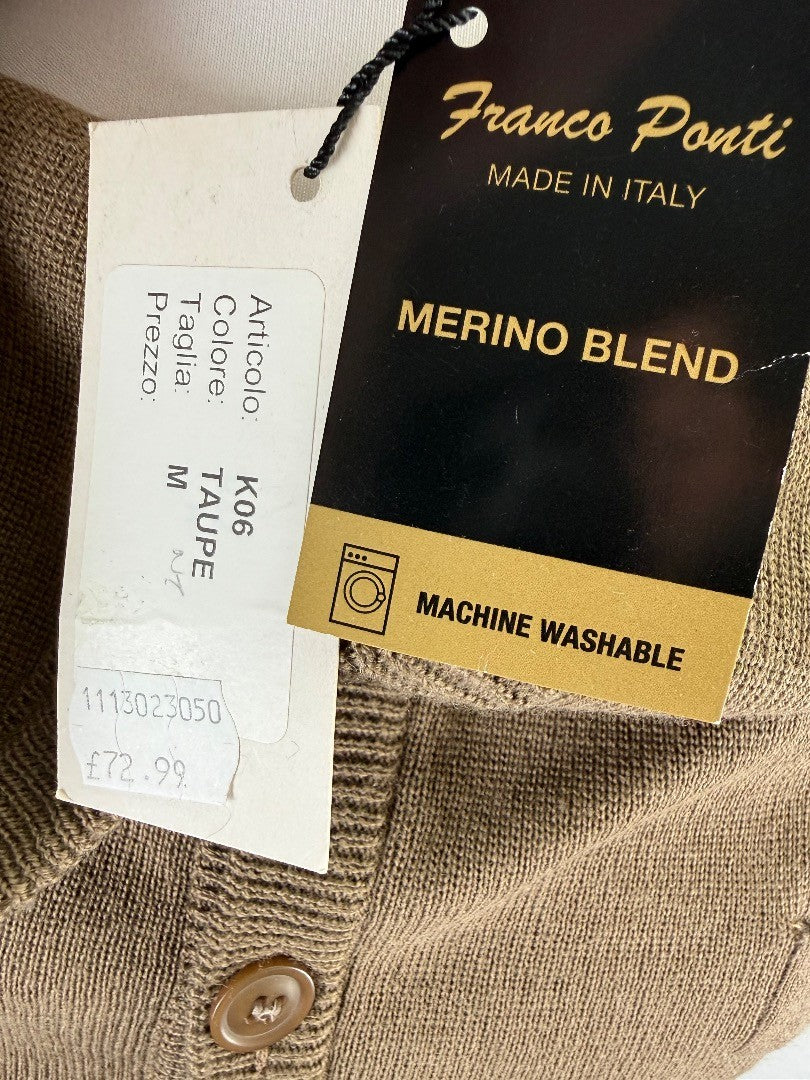 Franco Ponti
MADE IN ITALY
MERINO BLEND
MACHINE WASHABLE
Articolo: K06
Colore: TAUPE
Taglia: M
Prezzo:
1113023050
£72.99